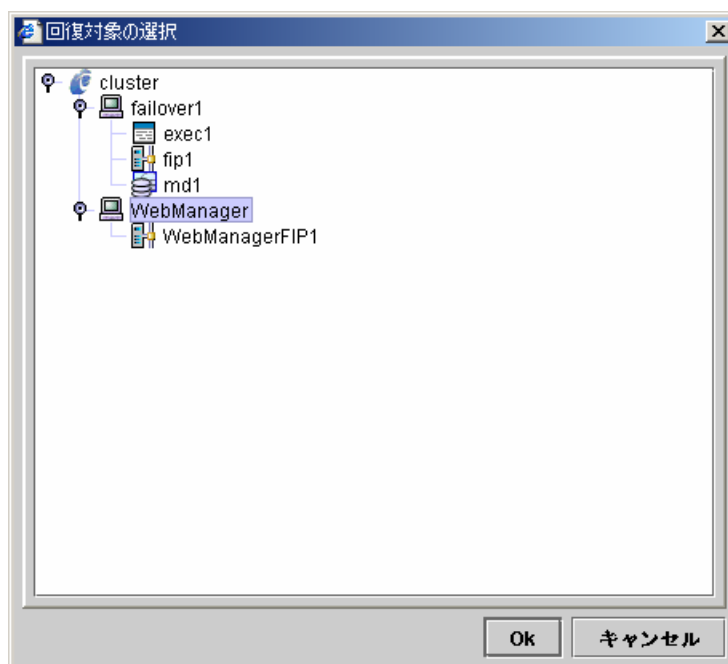 回復対象の選択
cluster
failover1
exec1
fip1
md1
WebManager
WebManagerFIP1
Ok
キャンセル